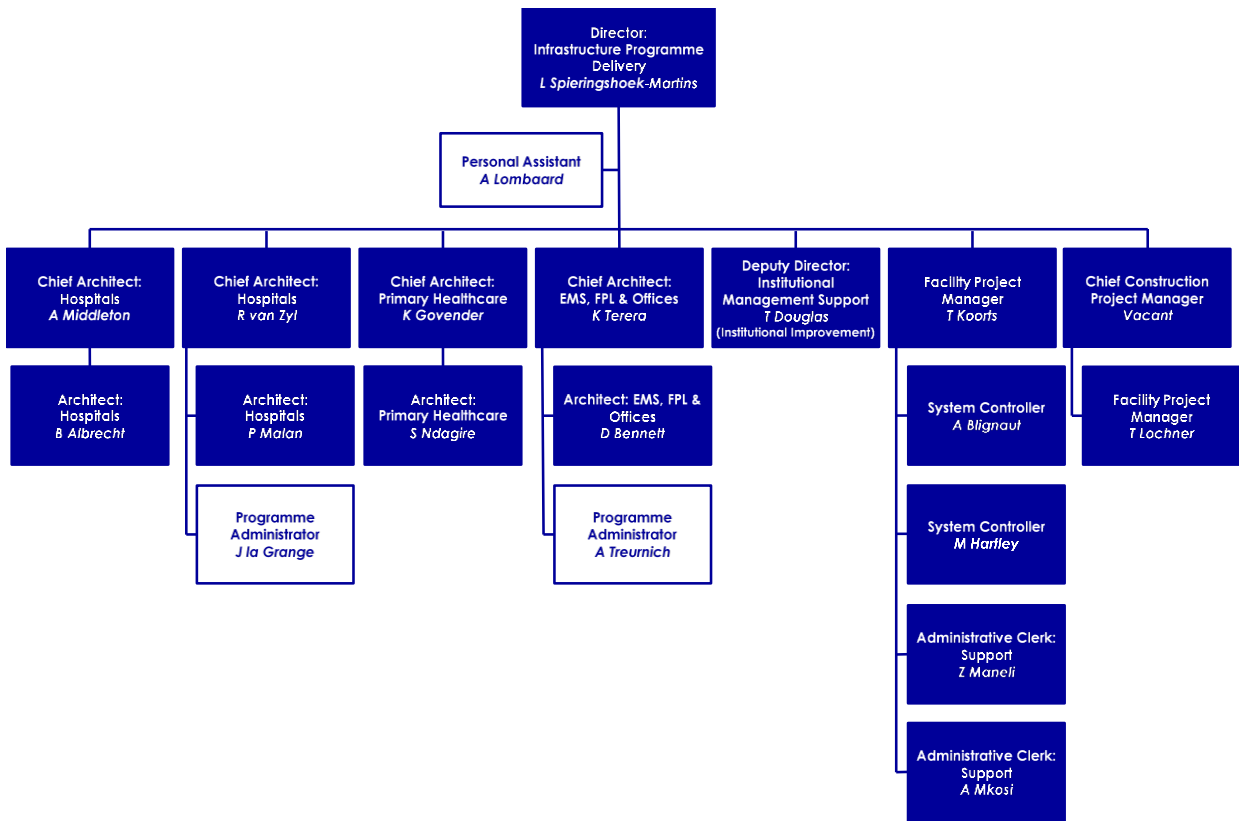 Director:
Infrastructure Programme
Delivery
L Spieringshoek-Martins
Personal Assistant
A Lombaard
Chief Architect:
Hospitals
A Middleton
Chief Architect:
Hospitals
R van Zyl
Chief Architect:
Primary Healthcare
K Govender
Chief Architect:
EMS, FPL & Offices
K Terera
Deputy Director:
Institutional
Management Support
T Douglas
(Institutional Improvement)
Facility Project
Manager
T Koorts
Chief Construction
Project Manager
Vacant
Architect:
Hospitals
B Albrecht
Architect:
Hospitals
P Malan
Architect:
Primary Healthcare
S Ndagire
Architect: EMS, FPL &
Offices
D Bennett
System Controller
A Blignaut
Facility Project
Manager
T Lochner
Programme
Administrator
J la Grange
Programme
Administrator
A Treurnich
System Controller
M Hartley
Administrative Clerk:
Support
Z Maneli
Administrative Clerk:
Support
A Mkosi